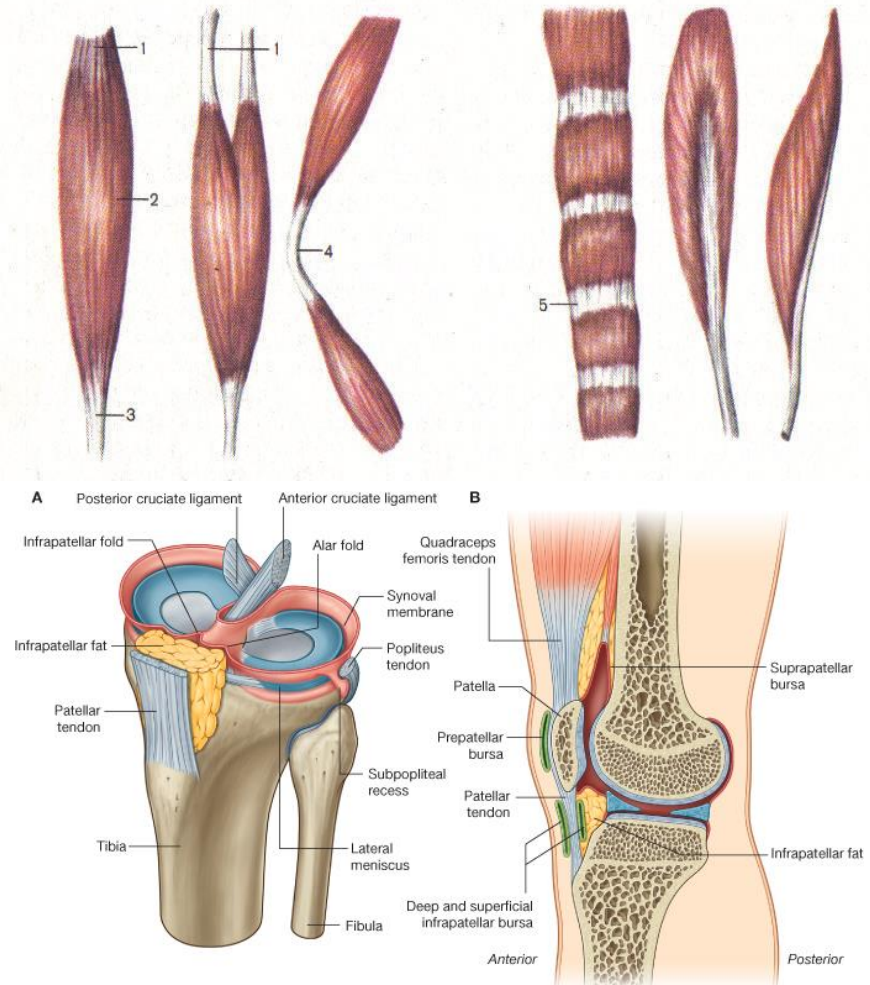 1
1
2
4
5
3
A
Posterior cruciate ligament
Anterior cruciate ligament
Infrapatellar fold
Alar fold
Synoval
membrane
Infrapatellar fat
Popliteus
tendon
Patellar
tendon
Subpopliteal
recess
Tibia
Lateral
meniscus
Fibula
B
Quadraceps
femoris tendon
Suprapatellar
bursa
Patella
Prepatellar
bursa
Patellar
tendon
Infrapatellar fat
Deep and superficial
infrapatellar bursa
Anterior
Posterior